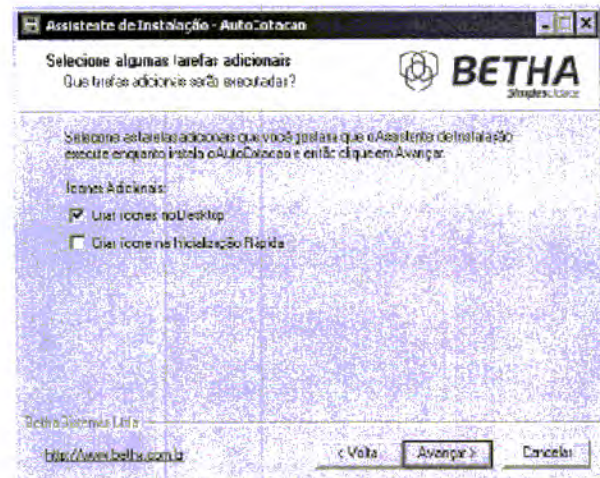 Assistente de Instalação - AutoCotacao
Selecione algumas tarefas adicionais
Que tarefas adicionais serão executadas?
BETHA
Selecione as tarefas adicionais que você gostaria que o Assistente de Instalação
execute enquanto instala o AutoCotacao e então clique em Avançar.
Ícones Adicionais:
Criar ícones no Desktop
Criar ícone na Inicialização Rápida
Betha Sistemas Ltda
http://www.betha.com.br
< Volta
Avançar >
Cancelar